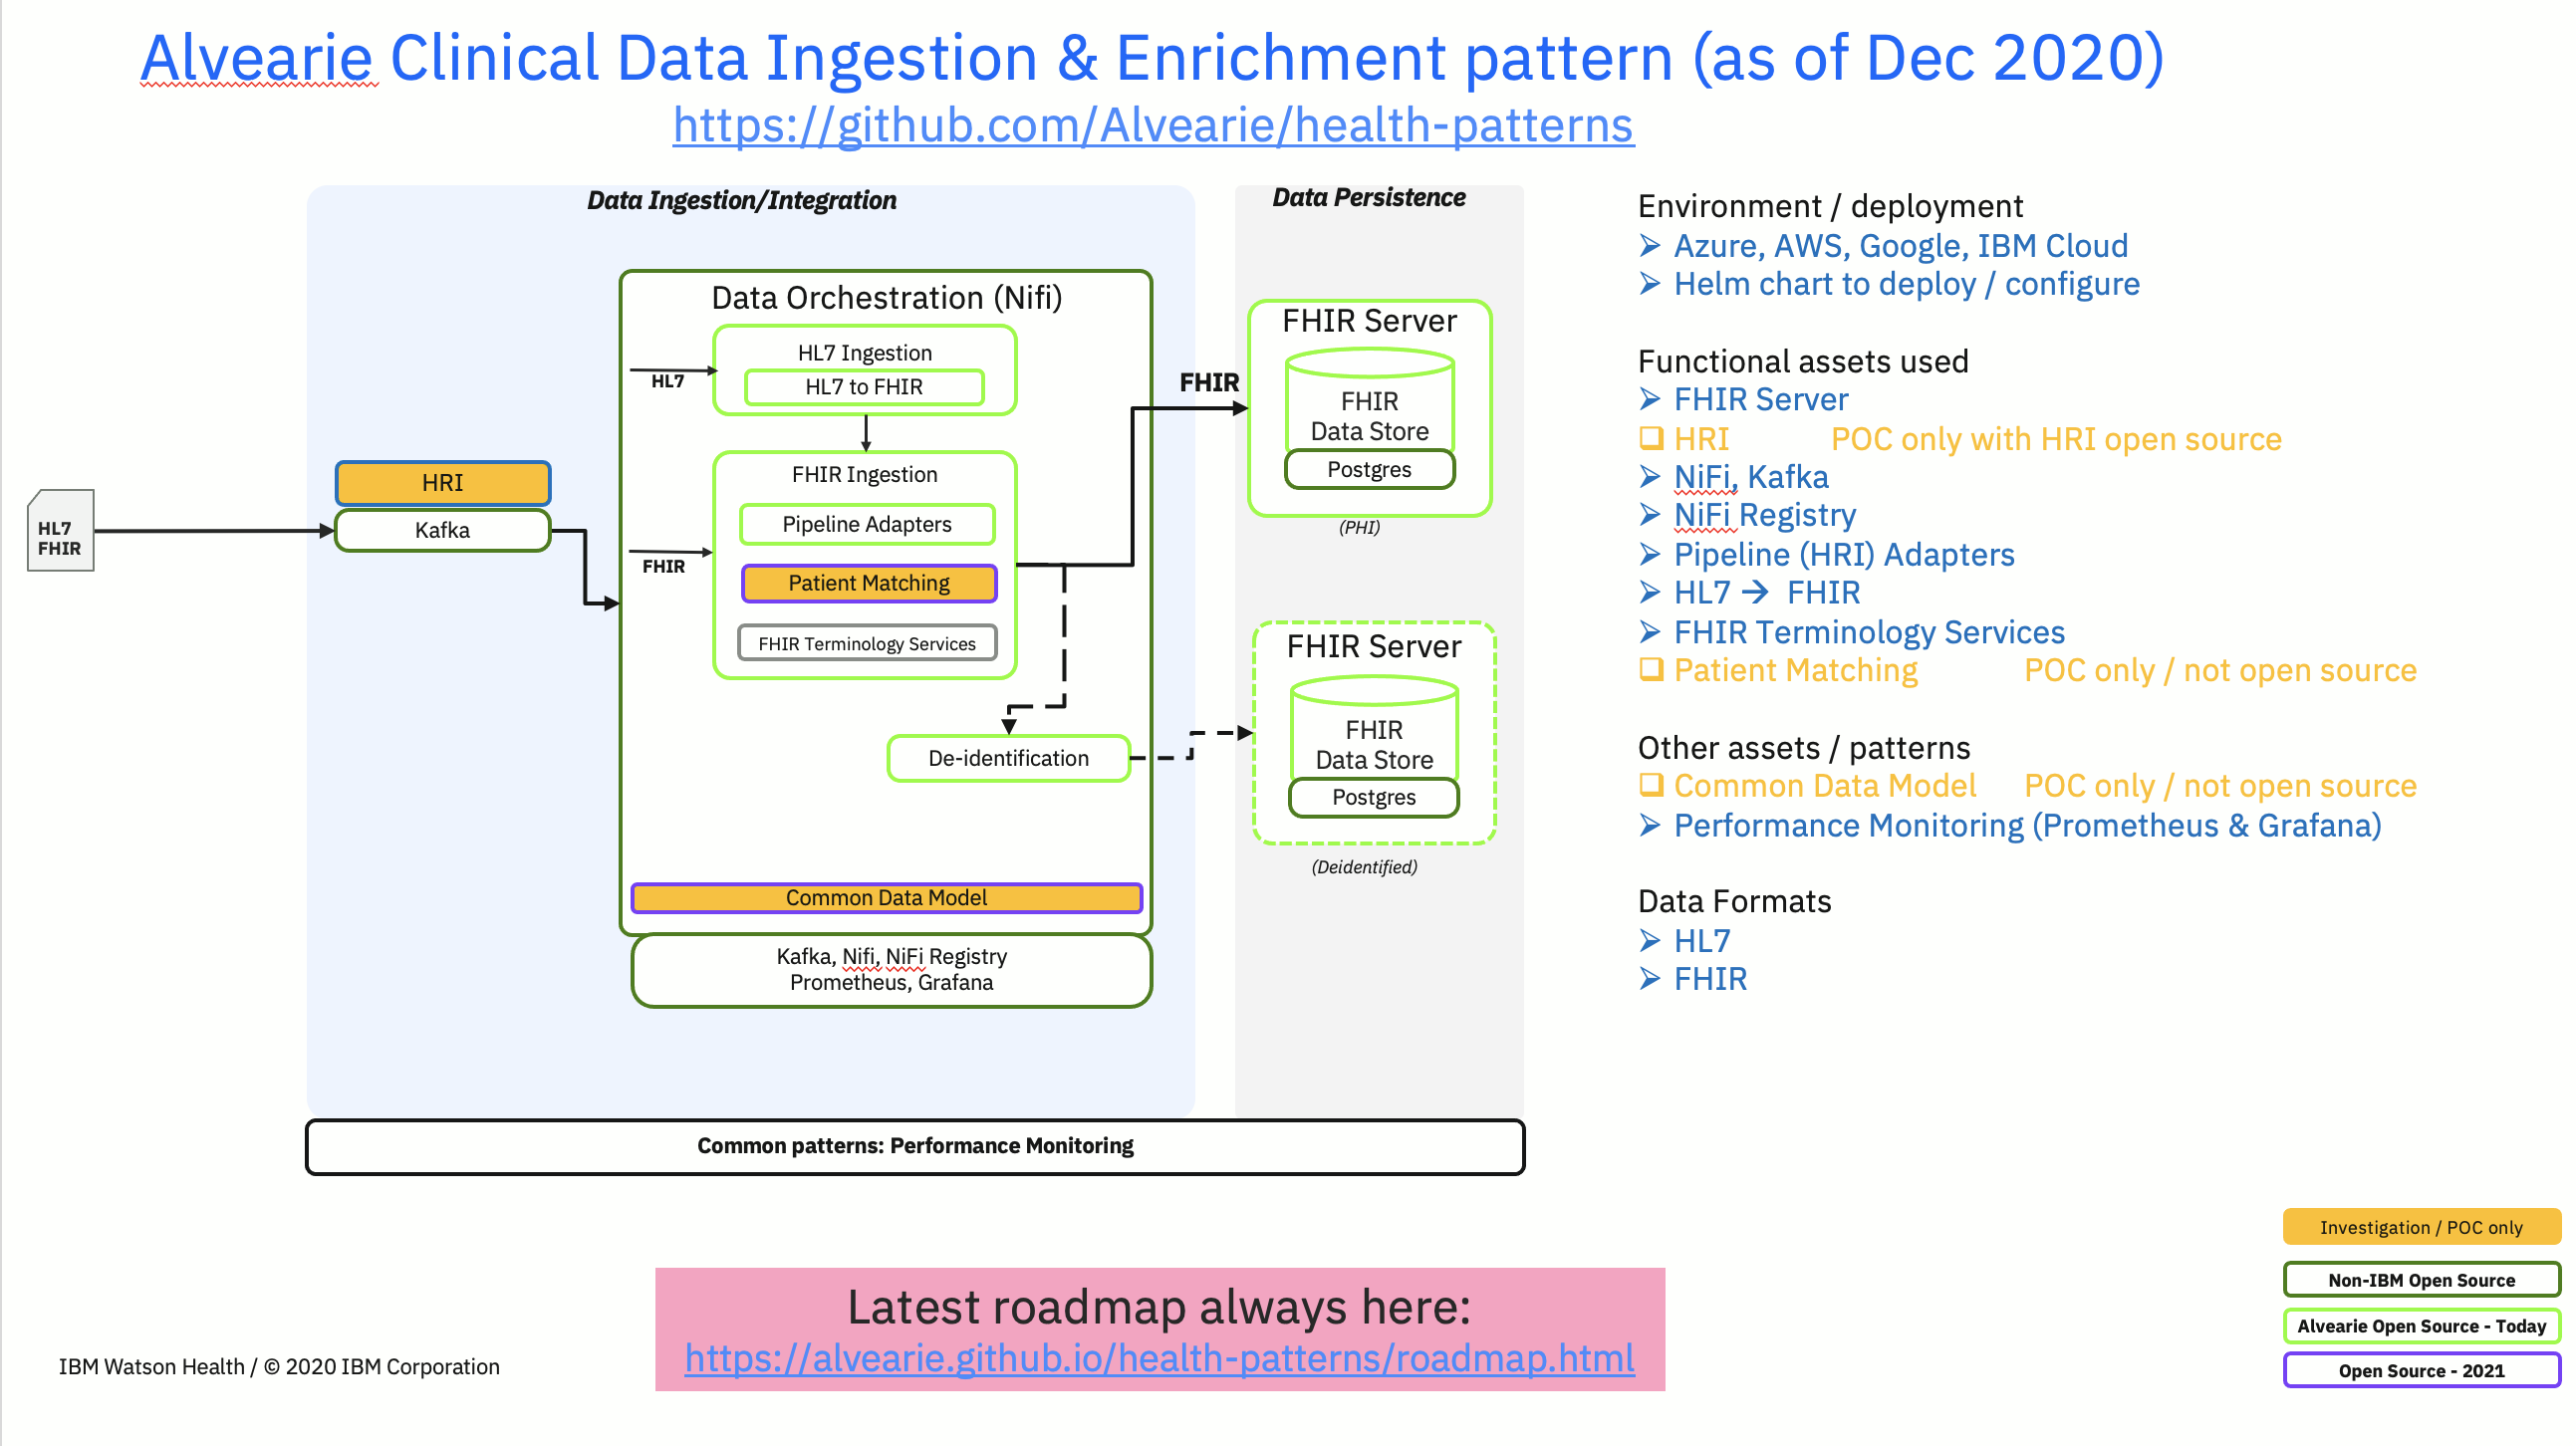 Alvearie Clinical Data Ingestion & Enrichment pattern (as of Dec 2020)
https://github.com/Alvearie/health-patterns
Data Ingestion/Integration
Data Persistence
HL7
FHIR
HRI
Kafka
Data Orchestration (Nifi)
HL7
HL7 Ingestion
HL7 to FHIR
FHIR
FHIR Ingestion
Pipeline Adapters
Patient Matching
FHIR Terminology Services
De-identification
Common Data Model
Kafka, Nifi, NiFi Registry
Prometheus, Grafana
FHIR
FHIR Server
FHIR
Data Store
Postgres
(PHI)
FHIR Server
FHIR
Data Store
Postgres
(Deidentified)
Common patterns: Performance Monitoring
Environment / deployment
➢ Azure, AWS, Google, IBM Cloud
➢ Helm chart to deploy / configure
Functional assets used
➢ FHIR Server
❑ HRI POC only with HRI open source
➢ NiFi, Kafka
➢ NiFi Registry
➢ Pipeline (HRI) Adapters
➢ HL7 → FHIR
➢ FHIR Terminology Services
❑ Patient Matching POC only / not open source
Other assets / patterns
❑ Common Data Model POC only / not open source
➢ Performance Monitoring (Prometheus & Grafana)
Data Formats
➢ HL7
➢ FHIR
Investigation / POC only
Non-IBM Open Source
Alvearie Open Source - Today
Open Source - 2021
Latest roadmap always here:
https://alvearie.github.io/health-patterns/roadmap.html
IBM Watson Health / © 2020 IBM Corporation